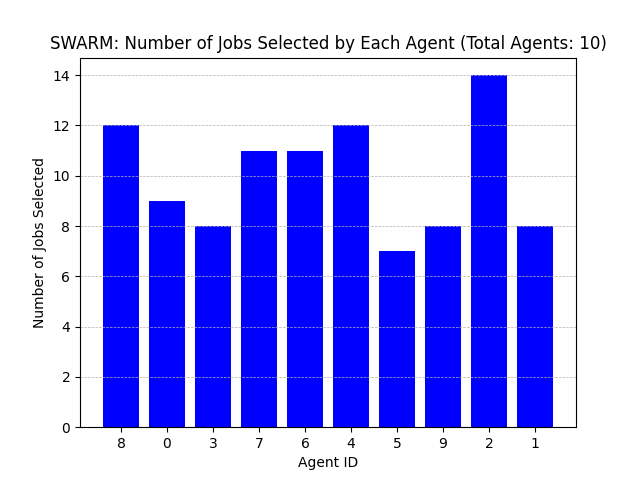 SWARM: Number of Jobs Selected by Each Agent (Total Agents: 10)
14
12
10
8
6
4
2
0
Number of Jobs Selected
8 0 3 7 6 4 5 9 2 1
Agent ID